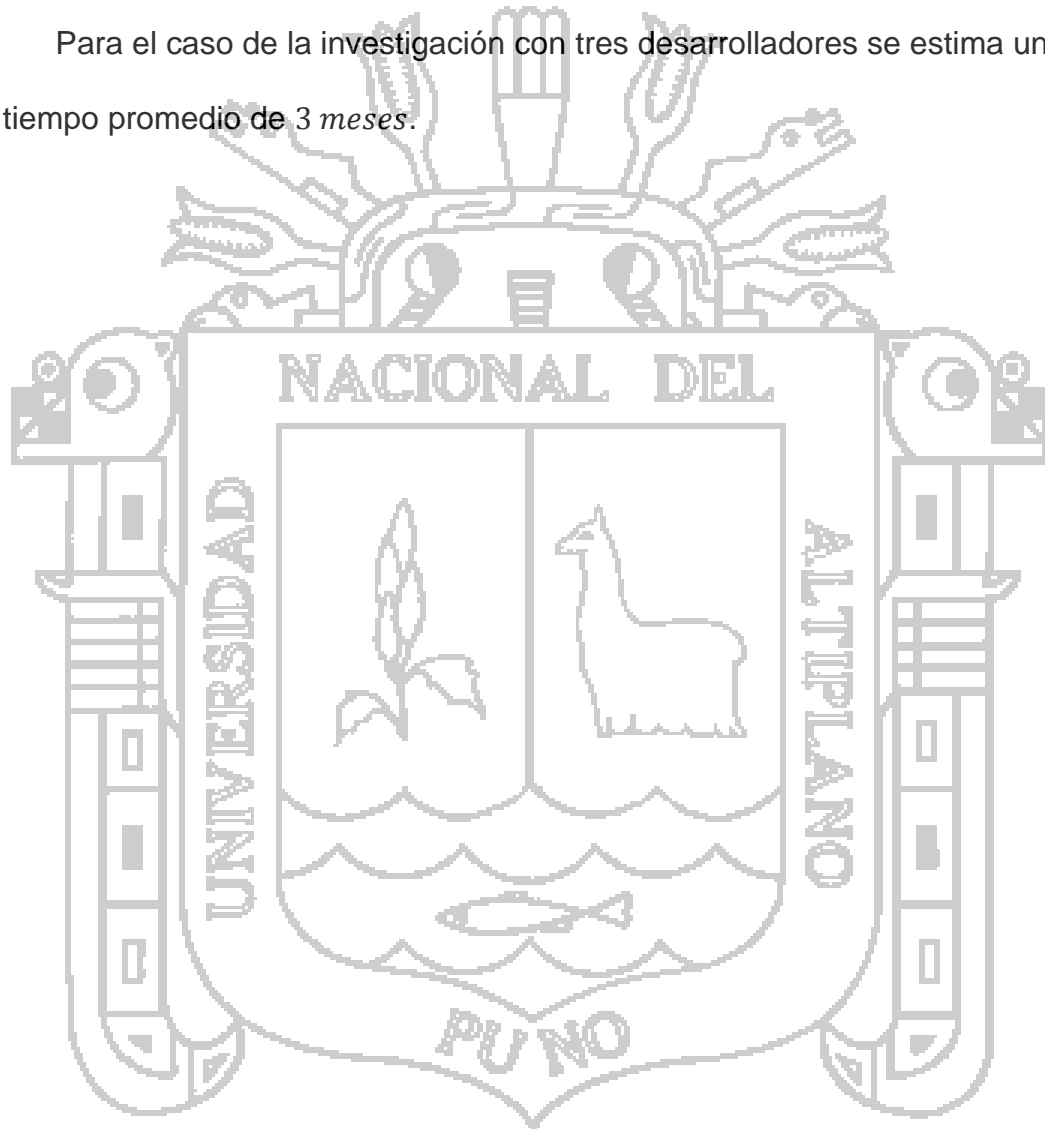 Para el caso de la investigación con tres desarrolladores se estima un
tiempo promedio de 3 meses.
NACIONAL DEL
UNIVERSIDAD
ALTIPLANO
PUNO